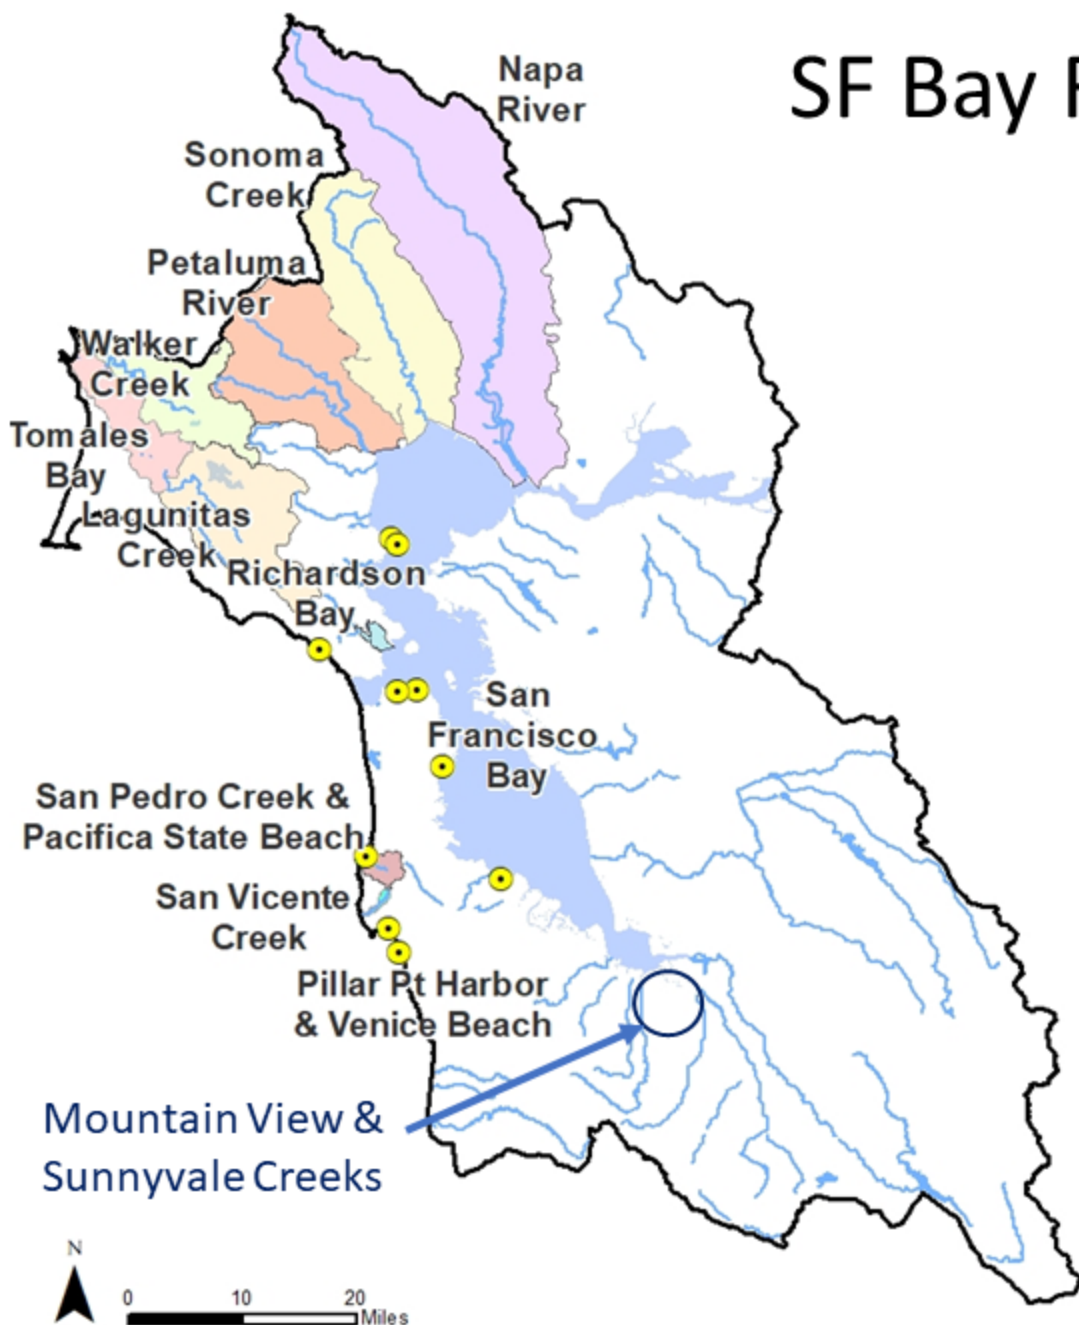 SF Bay
Napa
River
Sonoma
Creek
Petaluma
River
Walker
Creek
Tomales
Bay
Lagunitas
Creek
Richardson
Bay
San
Francisco
Bay
San Pedro Creek &
Pacifica State Beach
San Vicente
Creek
Pillar Pt Harbor
& Venice Beach
Mountain View &
Sunnyvale Creeks
N
0 10 20
Miles